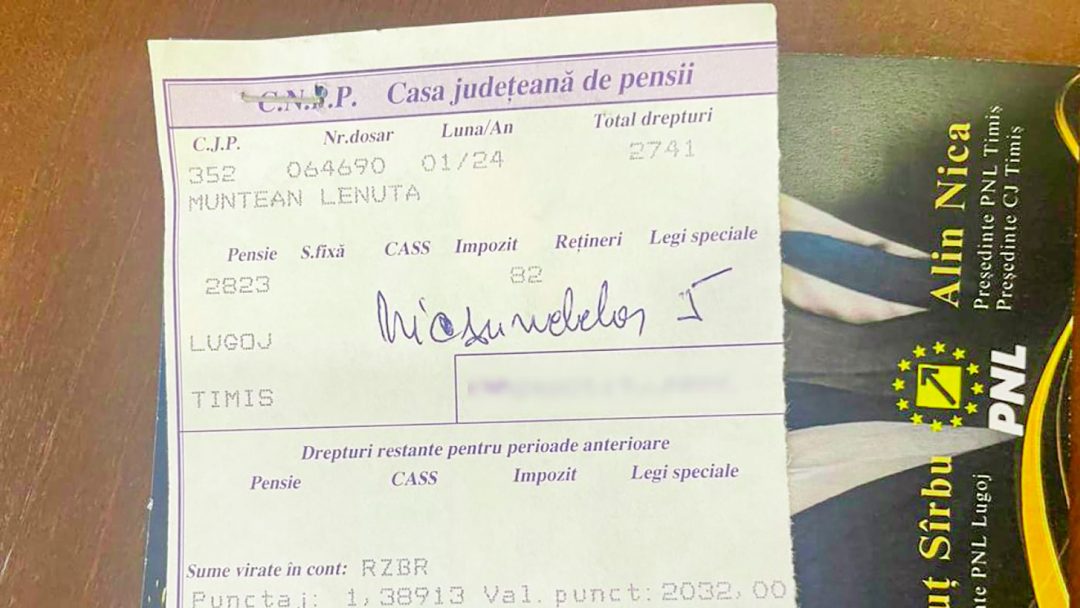 C.N.P.P. Casa județeană de pensii
C.J.P. Nr.dosar Luna/An Total drepturi
352 064690 01/24 2741
MUNTEAN LENUTA
Pensie S.fixă CASS Impozit Rețineri Legi speciale
2823 82
LUGOJ
TIMIS
Drepturi restante pentru perioade anterioare
Pensie CASS Impozit Legi speciale
Sume virate în cont: RZBR
Punctaj: 1,38913 Val. punct: 2032,00
Alin Nica
Președinte PNL Timiș
Președinte CJ Timiș
PNL
Sîrbu
PNL Lugoj